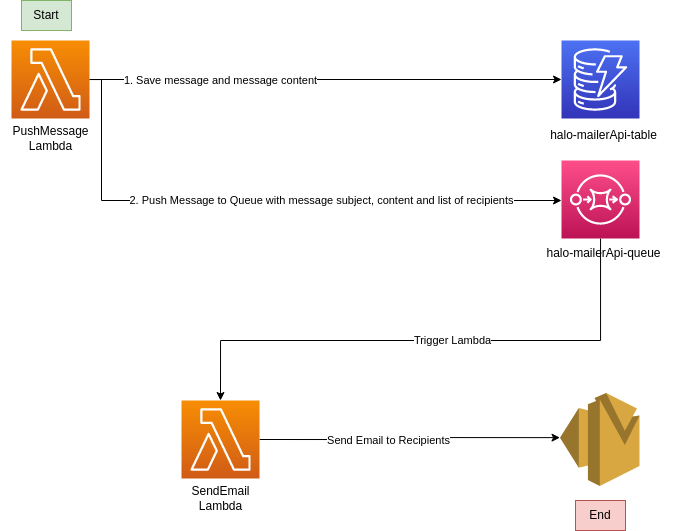 Start
PushMessage
Lambda
1. Save message and message content
halo-mailerApi-table
2. Push Message to Queue with message subject, content and list of recipients
halo-mailerApi-queue
Trigger Lambda
SendEmail
Lambda
Send Email to Recipients
End